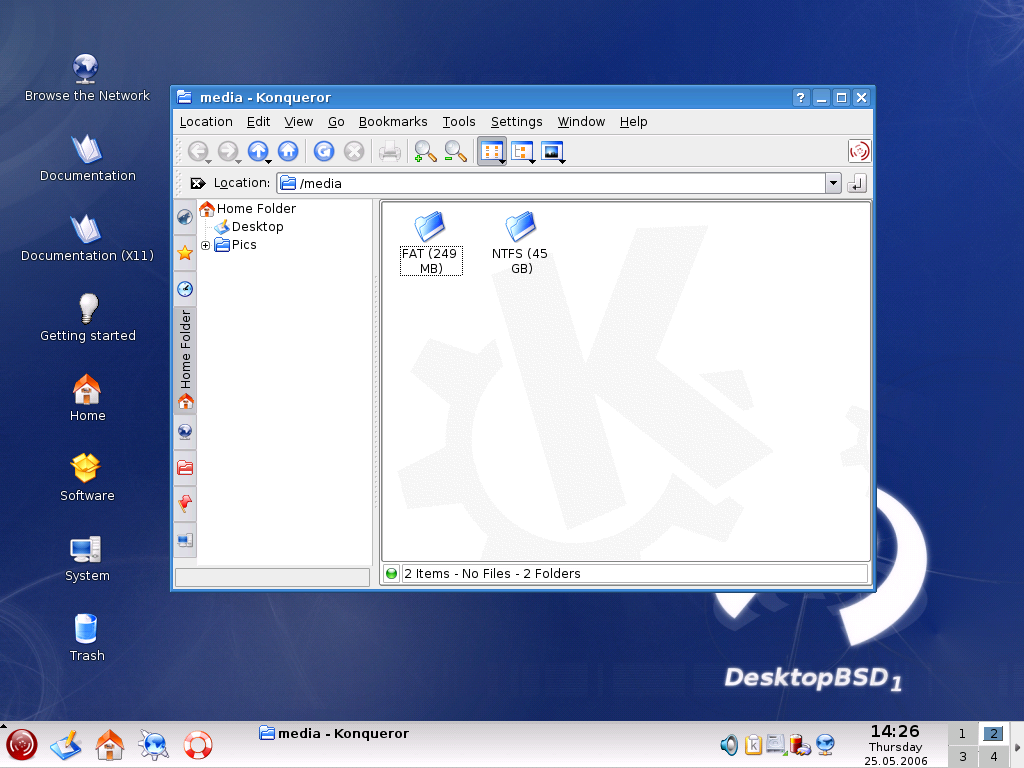 Browse the Network
Documentation
Documentation (X11)
Getting started
Home
Software
System
Trash
media - Konqueror
Location Edit View Go Bookmarks Tools Settings Window Help
Location: /media
Home Folder
Home Folder
Desktop
Pics
FAT (249
MB)
NTFS (45
GB)
2 Items - No Files - 2 Folders
DesktopBSD 1
media - Konqueror
14:26
Thursday
25.05.2006
1 2
3 4